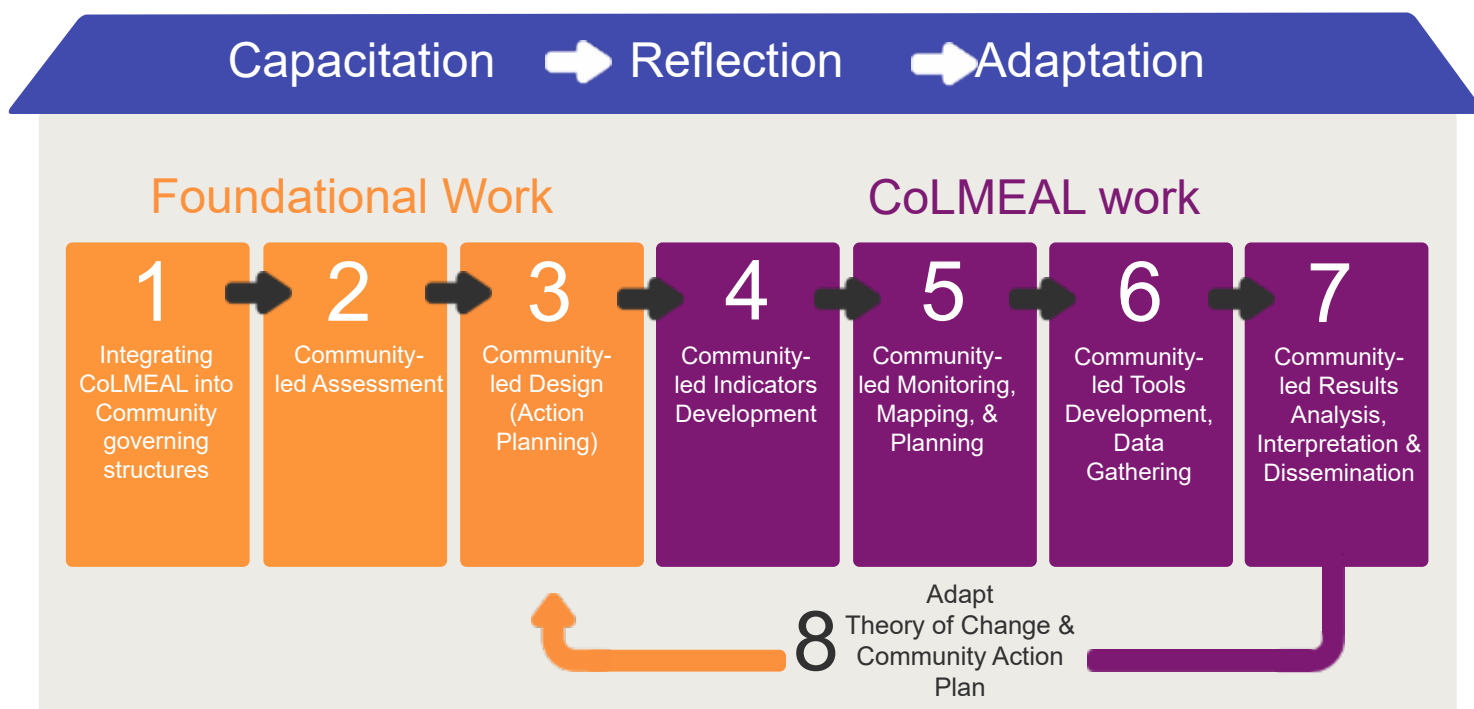 Capacitation Reflection Adaptation
Foundational Work
CoLMEAL work
1
Integrating
CoLMEAL into
Community
governing
structures
2
Community-
led Assessment
3
Community-
led Design
(Action
Planning)
4
Community-
led Indicators
Development
5
Community-
led Monitoring,
Mapping, &
Planning
6
Community-
led Tools
Development,
Data
Gathering
7
Community-
led Results
Analysis,
Interpretation &
Dissemination
8
Adapt
Theory of Change &
Community Action
Plan